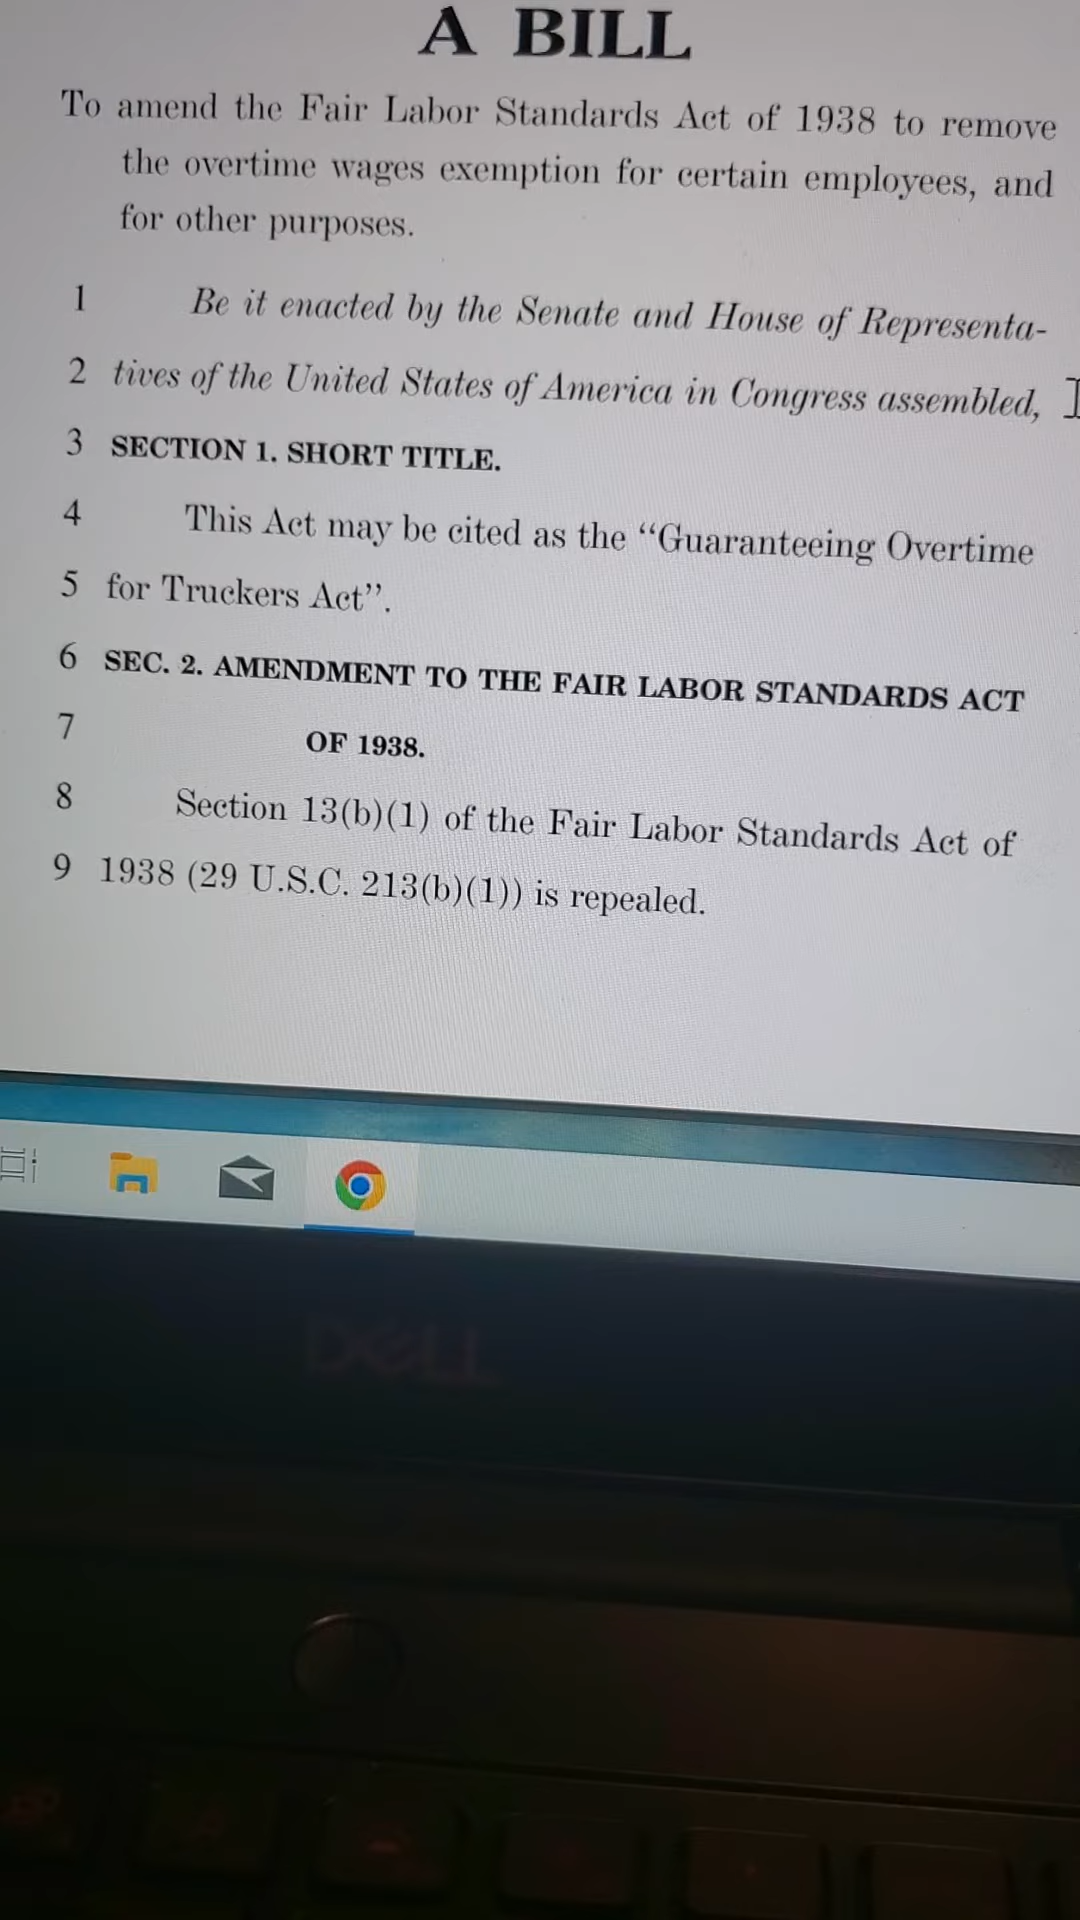 A BILL
To amend the Fair Labor Standards Act of 1938 to remove
the overtime wages exemption for certain employees, and
for other purposes.
1 Be it enacted by the Senate and House of Representa-
2 tives of the United States of America in Congress assembled,
3 SECTION 1. SHORT TITLE.
4 This Act may be cited as the ‘‘Guaranteeing Overtime
5 for Truckers Act’’.
6 SEC. 2. AMENDMENT TO THE FAIR LABOR STANDARDS ACT
7 OF 1938.
8 Section 13(b)(1) of the Fair Labor Standards Act of
9 1938 (29 U.S.C. 213(b)(1)) is repealed.
DELL